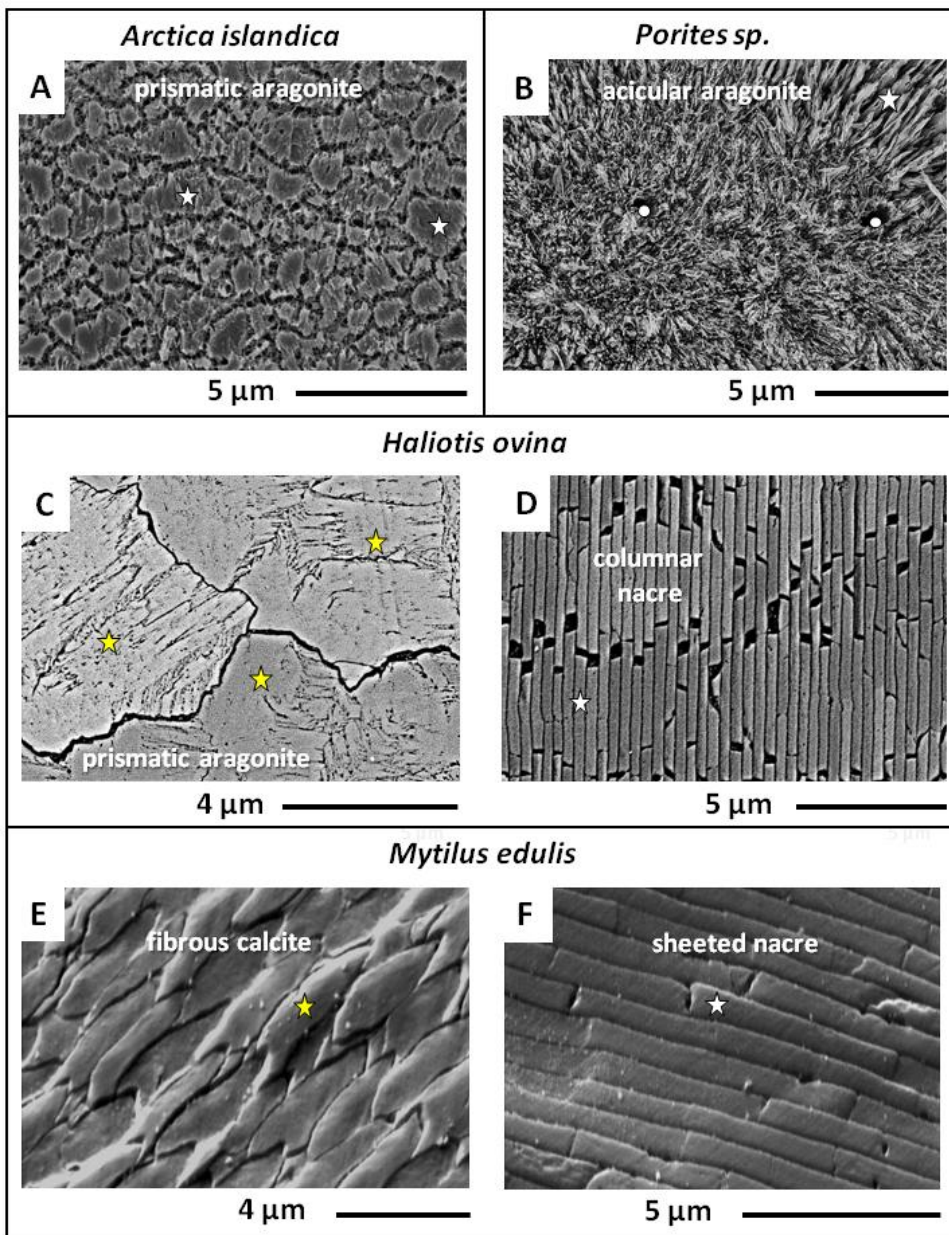 Arctica islandica
Porites sp.
A
prismatic aragonite
B
acicular aragonite
5 µm
5 µm
Haliotis ovina
C
prismatic aragonite
D
columnar
nacre
4 µm
5 µm
Mytilus edulis
E
fibrous calcite
F
sheeted nacre
4 µm
5 µm